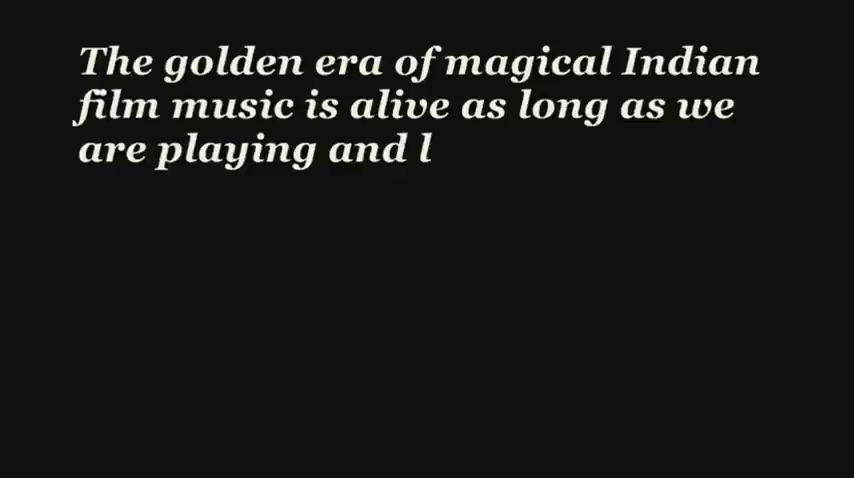 The golden era of magical Indian
film music is alive as long as we
are playing and l